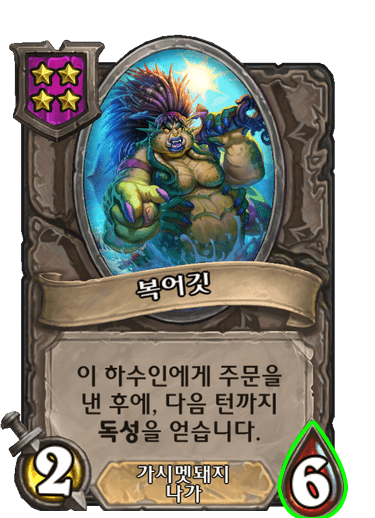 복어깃
이 하수인에게 주문을
낸 후에, 다음 턴까지
독성을 얻습니다.
가시멧돼지
나가
2
6